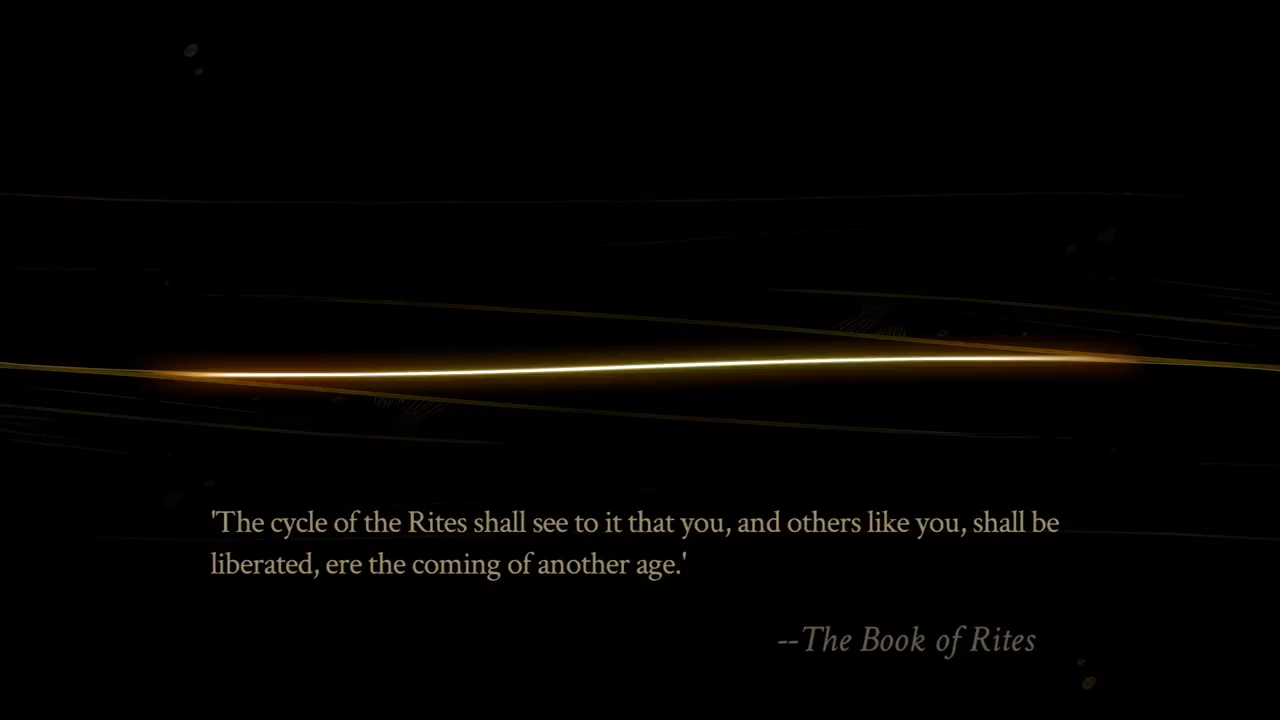 'The cycle of the Rites shall see to it that you, and others like you, shall be
liberated, ere the coming of another age.'
--The Book of Rites